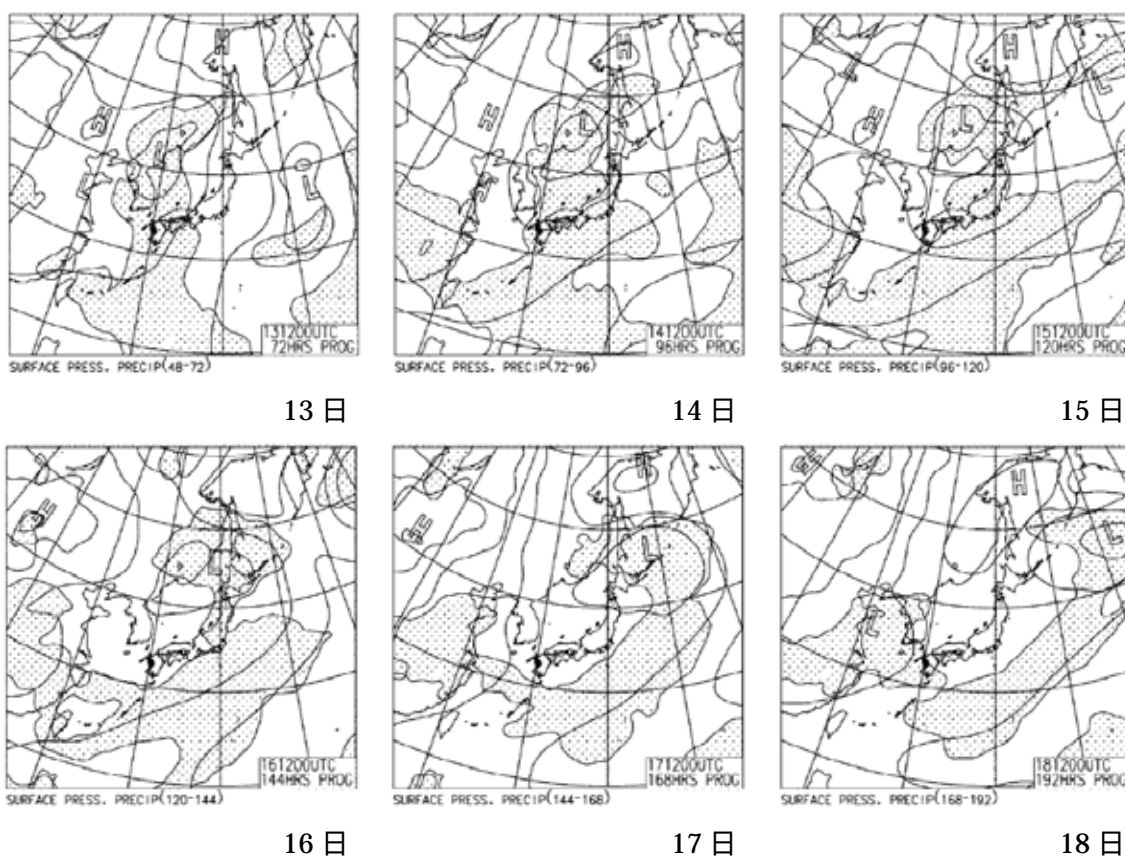 H
H
L
L
L
131200UTC
72HRS PROG
SURFACE PRESS. PRECIP(48-72)
13 日
H
H
L
L
141200UTC
96HRS PROG
SURFACE PRESS. PRECIP(72-96)
14 日
H
H
L
L
151200UTC
120HRS PROG
SURFACE PRESS. PRECIP(96-120)
15 日
H
L
161200UTC
144HRS PROG
SURFACE PRESS. PRECIP(120-144)
16 日
H
H
L
171200UTC
168HRS PROG
SURFACE PRESS. PRECIP(144-168)
17 日
H
H
L
L
181200UTC
192HRS PROG
SURFACE PRESS. PRECIP(168-192)
18 日